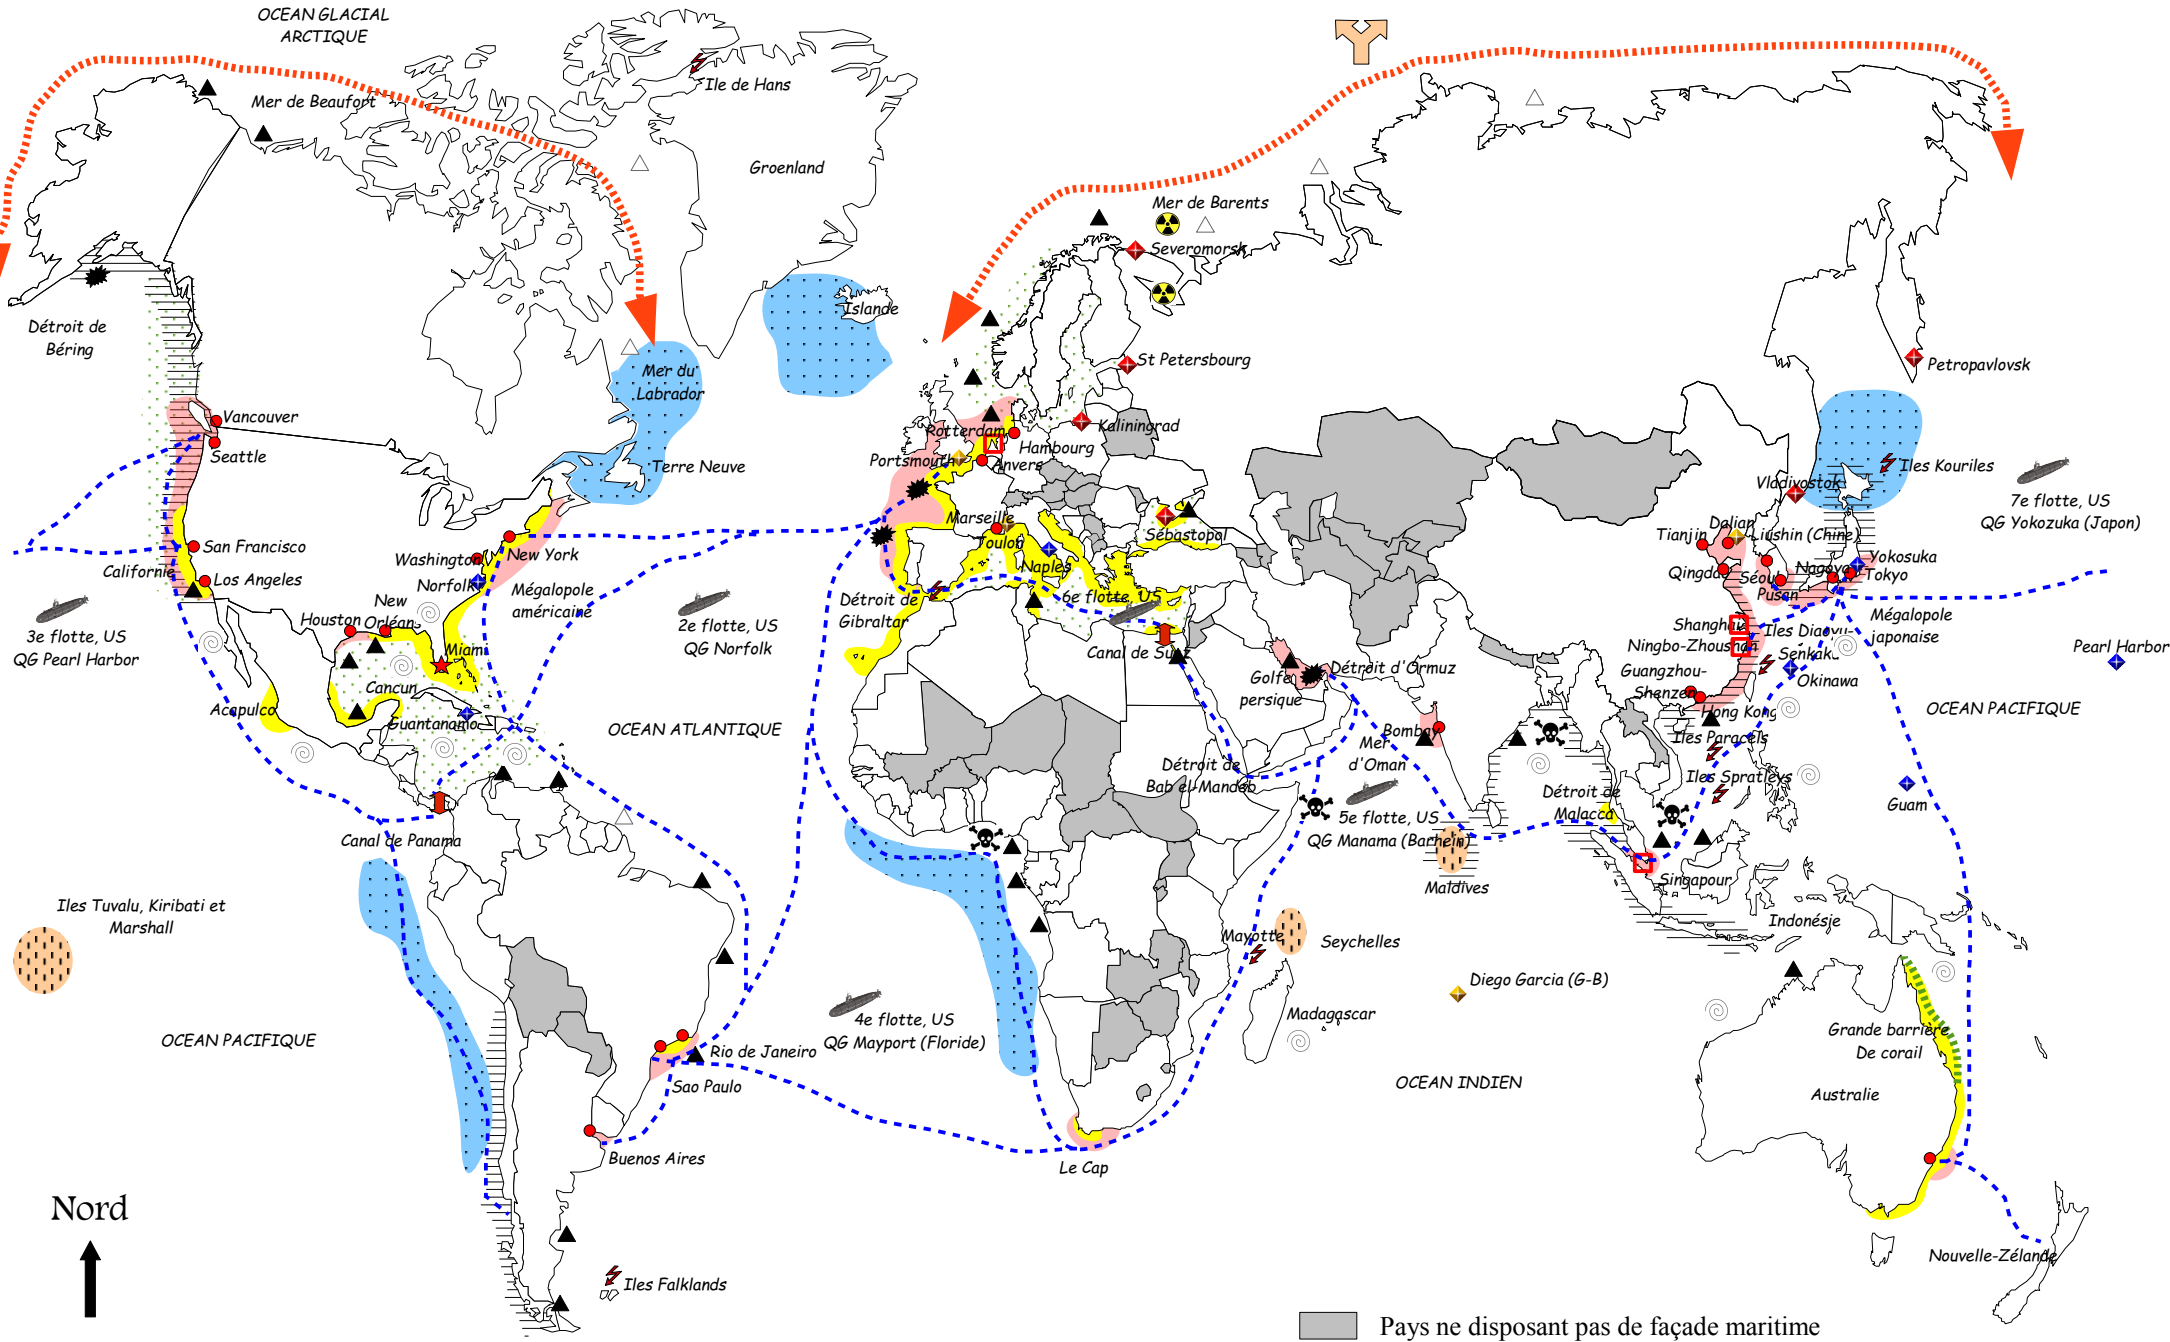 OCEAN GLACIAL
ARCTIQUE
Mer de Beaufort
Ile de Hans
Groenland
Mer de Barents
Severomorsk
Islande
Détroit de
Béring
Mer du
Labrador
St Petersbourg
Petropavlovsk
Vancouver
Seattle
Terre Neuve
Rotterdam
Hambourg
Kaliningrad
Portsmouth
Anvers
Iles Kouriles
Vladivostok
7e flotte, US
QG Yokozuka (Japon)
San Francisco
Californie
Los Angeles
Washington
New York
Norfolk
Mégalopole
américaine
Marseille
Toulon
Naples
Sébastopol
Dalian
Tianjin
Liushin (Chine)
Qingdao
Séoul
Pusan
Nagoya
Yokosuka
Tokyo
3e flotte, US
QG Pearl Harbor
Houston
New
Orléans
Miami
2e flotte, US
QG Norfolk
Détroit de
Gibraltar
6e flotte, US
Canal de Suez
Mégalopole
japonaise
Shanghai
Ningbo-Zhoushan
Iles Diaoyu-
Senkaku
Okinawa
Pearl Harbor
Guangzhou-
Shenzen
Hong Kong
Détroit d'Ormuz
Golfe
persique
Acapulco
Cancun
Guantanamo
OCEAN ATLANTIQUE
Bombay
Mer
d'Oman
Iles Paracels
OCEAN PACIFIQUE
Détroit de
Bab el-Mandeb
Iles Spratleys
Détroit de
Malacca
Guam
5e flotte, US
QG Manama (Barhein)
Canal de Panama
Maldives
Singapour
Iles Tuvalu, Kiribati et
Marshall
Indonésie
Mayotte
Seychelles
Diego Garcia (G-B)
Madagascar
4e flotte, US
QG Mayport (Floride)
OCEAN PACIFIQUE
Rio de Janeiro
Sao Paulo
Grande barrière
De corail
OCEAN INDIEN
Australie
Buenos Aires
Le Cap
Nord
Nouvelle-Zélande
Iles Falklands
Pays ne disposant pas de façade maritime